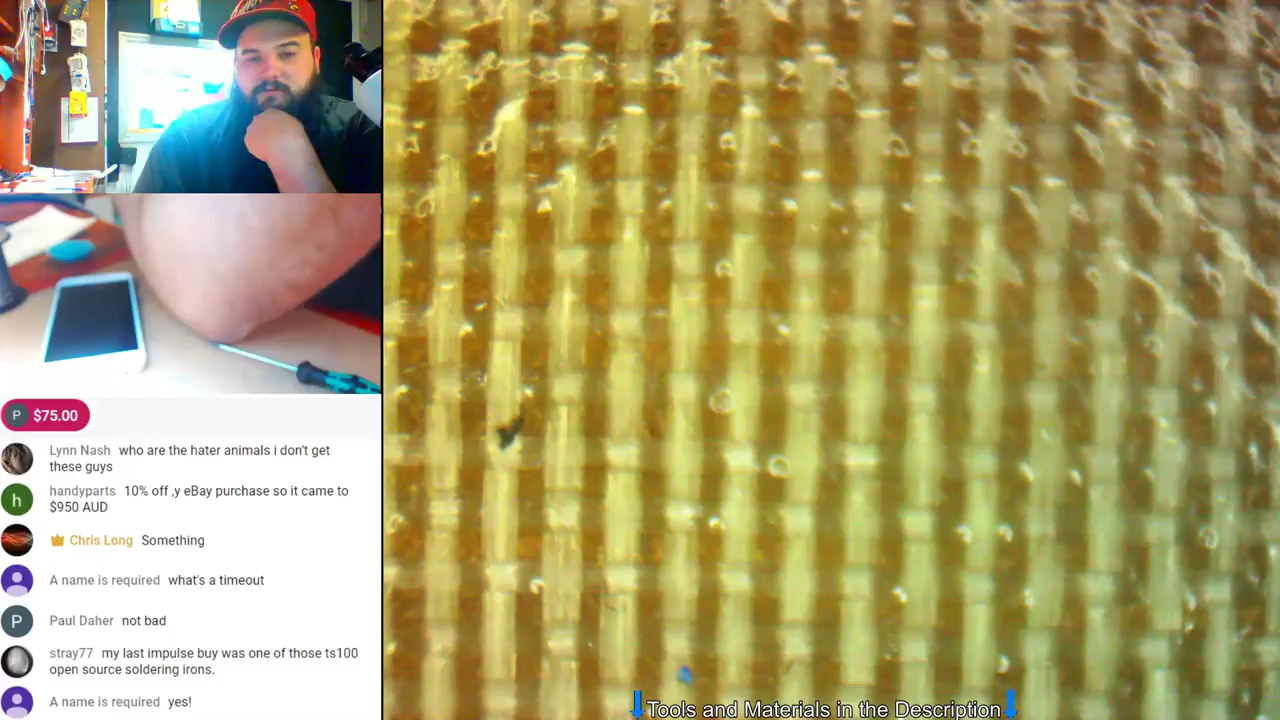 P $75.00
Lynn Nash who are the hater animals i don't get
these guys
h
handyparts 10% off ,y eBay purchase so it came to
$950 AUD
Chris Long Something
A name is required what's a timeout
P
Paul Daher not bad
stray77 my last impulse buy was one of those ts100
open source soldering irons.
A name is required yes!
Tools and Materials in the Description